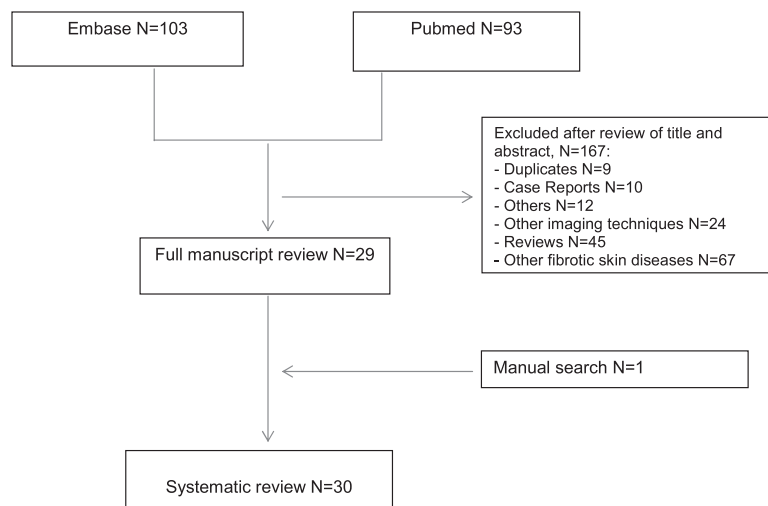 Embase N=103
Pubmed N=93
Excluded after review of title and
abstract, N=167:
- Duplicates N=9
- Case Reports N=10
- Others N=12
- Other imaging techniques N=24
- Reviews N=45
- Other fibrotic skin diseases N=67
Full manuscript review N=29
Manual search N=1
Systematic review N=30